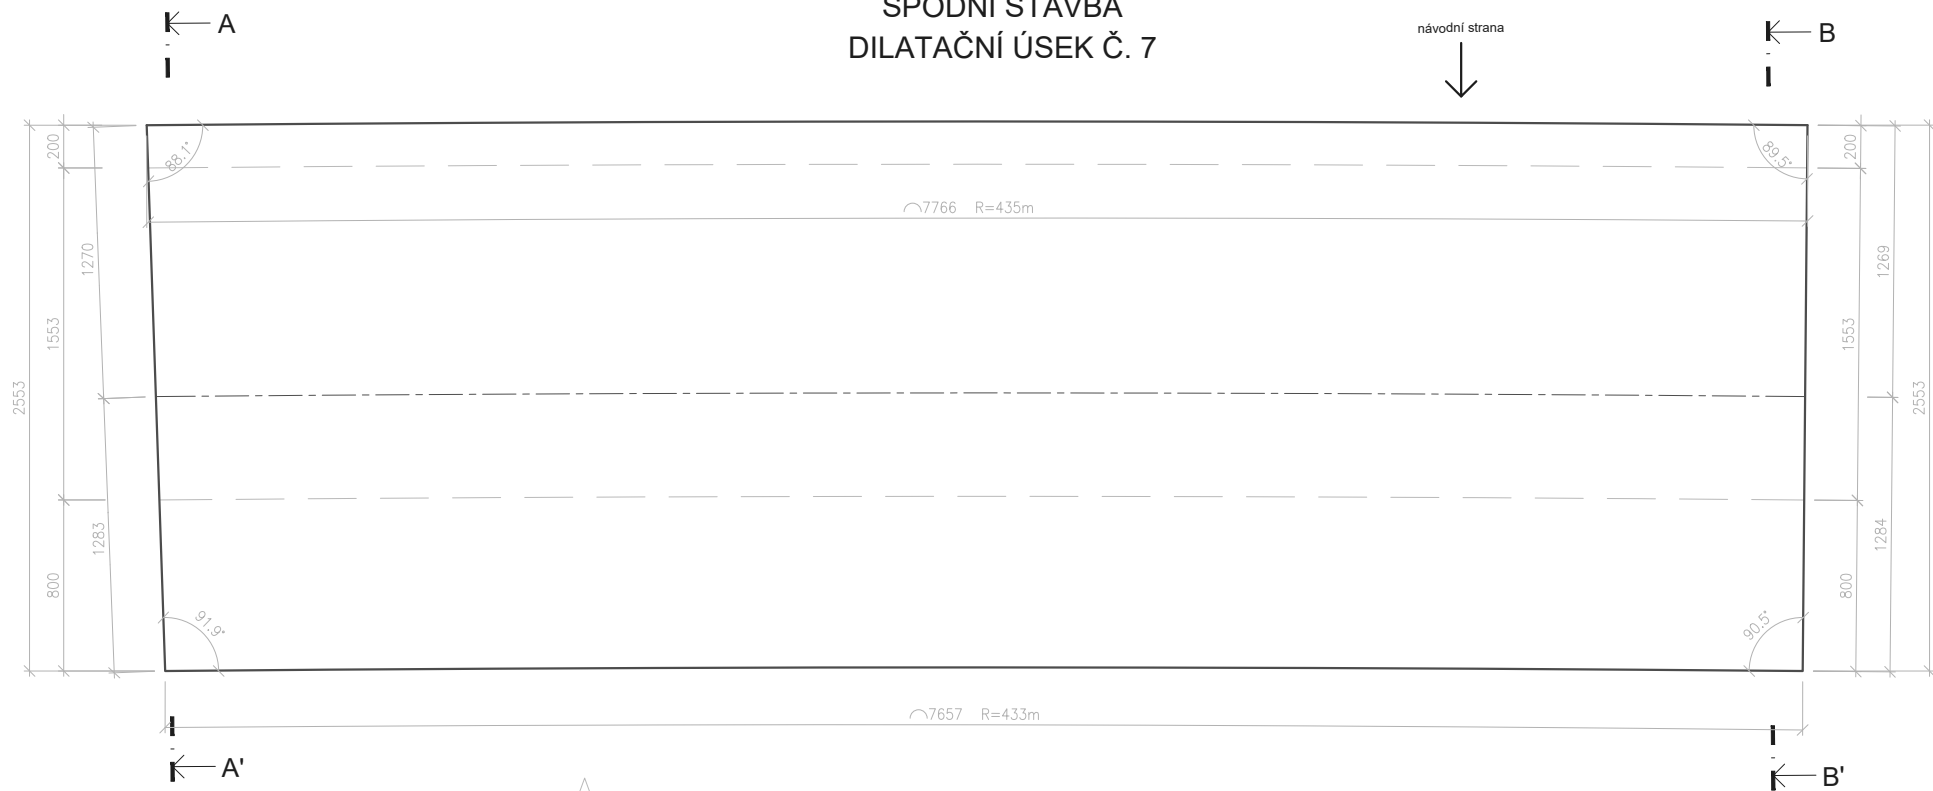 SPODNÍ STAVBA
DILATAČNÍ ÚSEK Č. 7
návodní strana
A
B
200
88.1°
89.5°
200
7766 R=435m
1270
1269
1553
1553
2553
2553
1283
1284
800
800
91.9°
90.5°
7657 R=433m
A'
B'